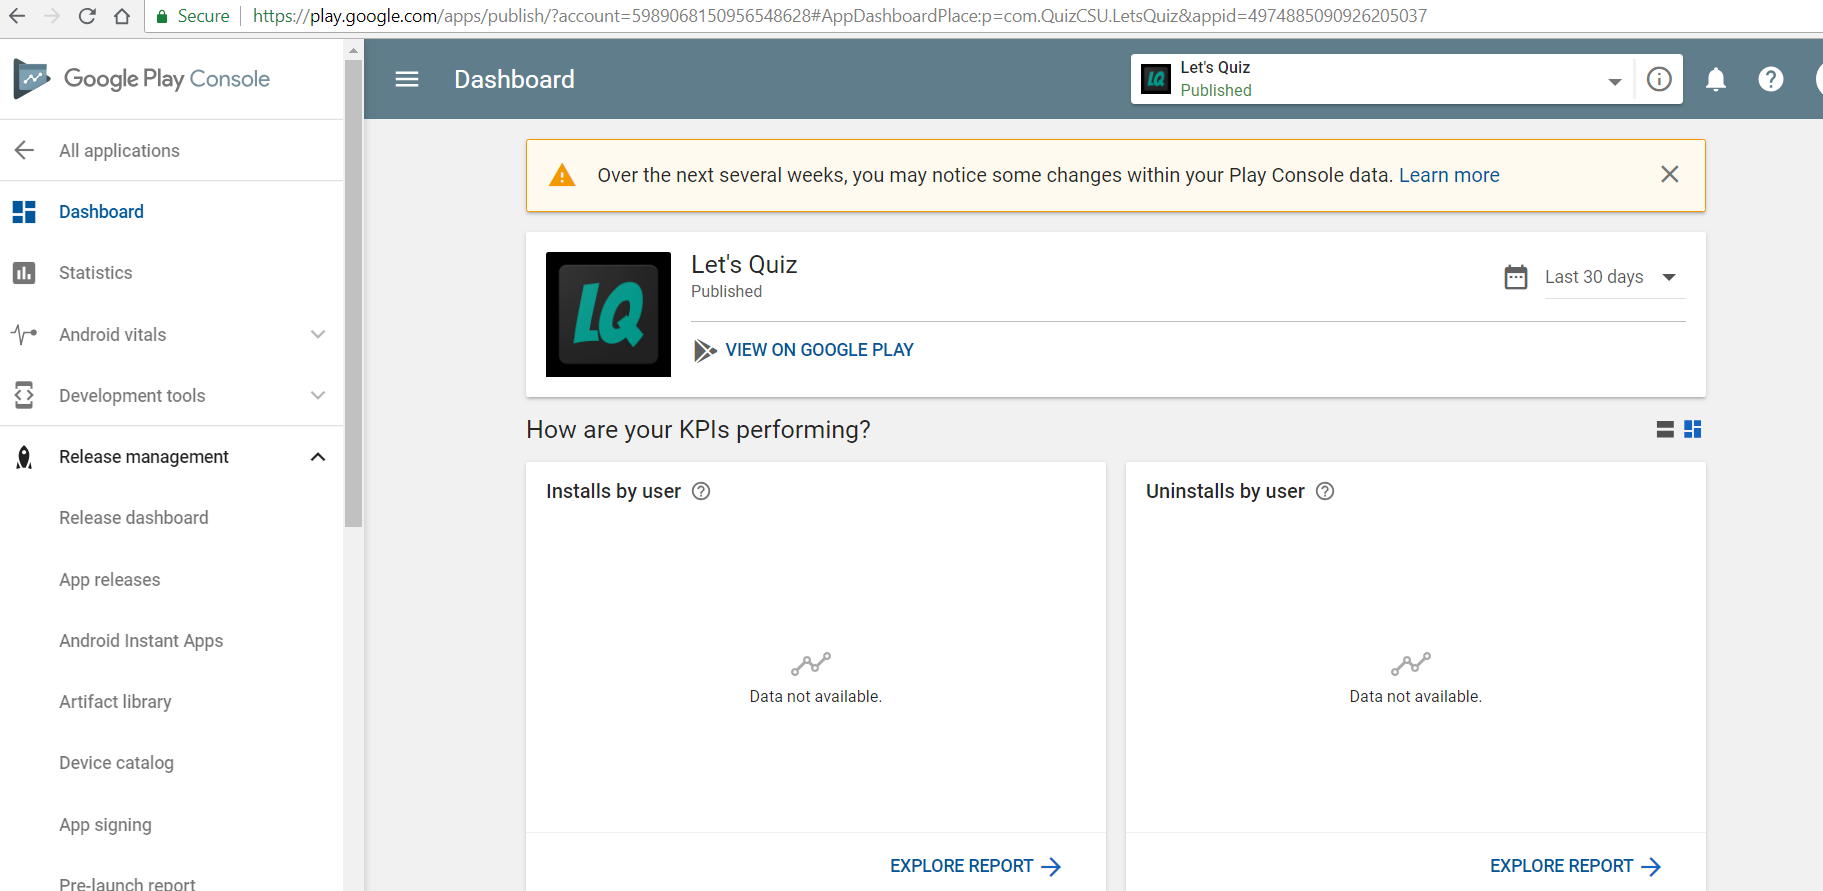 Secure
https://play.google.com/apps/publish/?account=5989068150956548628#AppDashboardPlace:p=com.QuizCSU.LetsQuiz&appid=4974885090926205037
Google Play Console
All applications
Dashboard
Statistics
Android vitals
Development tools
Release management
Release dashboard
App releases
Android Instant Apps
Artifact library
Device catalog
App signing
Pre-launch report
Dashboard
LQ
Let's Quiz
Published
Over the next several weeks, you may notice some changes within your Play Console data. Learn more
LQ
Let's Quiz
Published
Last 30 days
VIEW ON GOOGLE PLAY
How are your KPIs performing?
Installs by user
Data not available.
EXPLORE REPORT
Uninstalls by user
Data not available.
EXPLORE REPORT